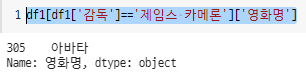 1 df1[df1['감독']=='제임스 카메론']['영화명']
305 아바타
Name: 영화명, dtype: object